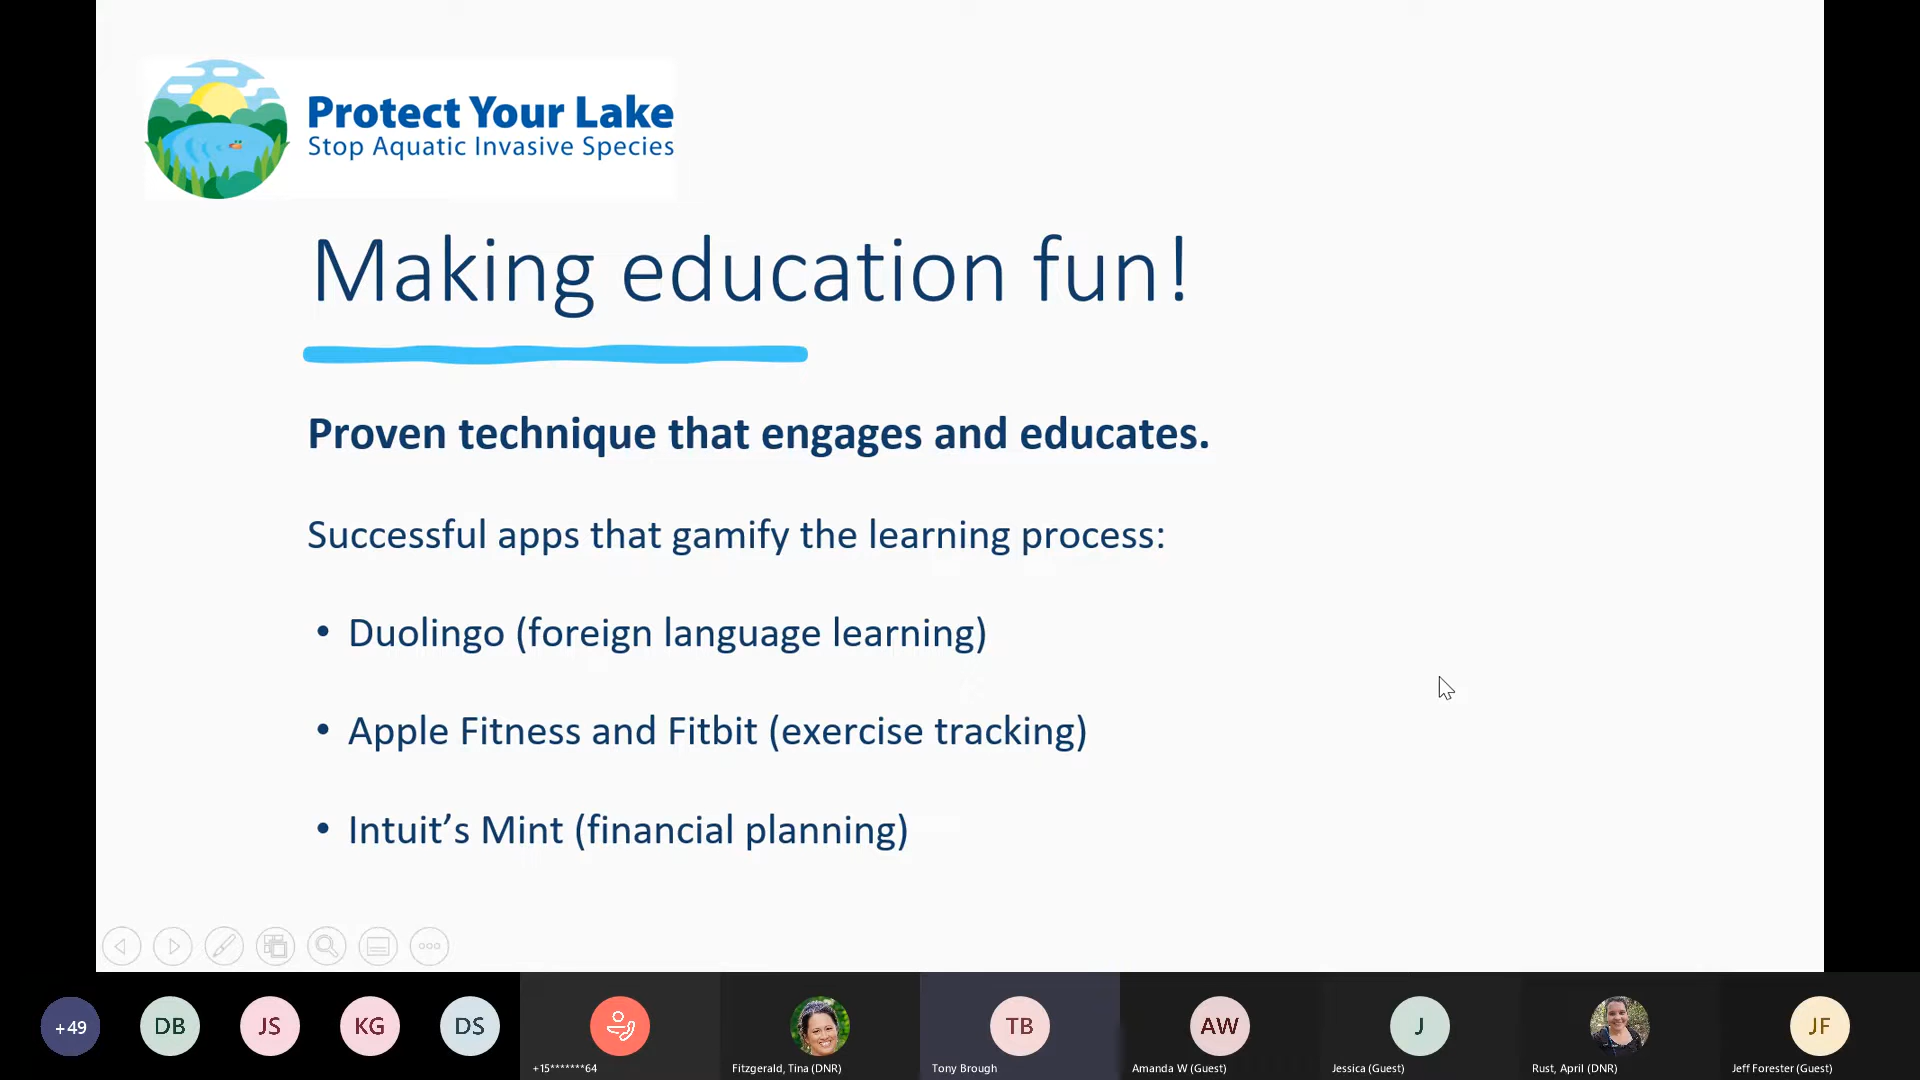 Protect Your Lake
Stop Aquatic Invasive Species
Making education fun!
Proven technique that engages and educates.
Successful apps that gamify the learning process:
• Duolingo (foreign language learning)
• Apple Fitness and Fitbit (exercise tracking)
• Intuit’s Mint (financial planning)
+49
DB
JS
KG
DS
TB
AW
J
JF
+15*******64
Fitzgerald, Tina (DNR)
Tony Brough
Amanda W (Guest)
Jessica (Guest)
Rust, April (DNR)
Jeff Forester (Guest)